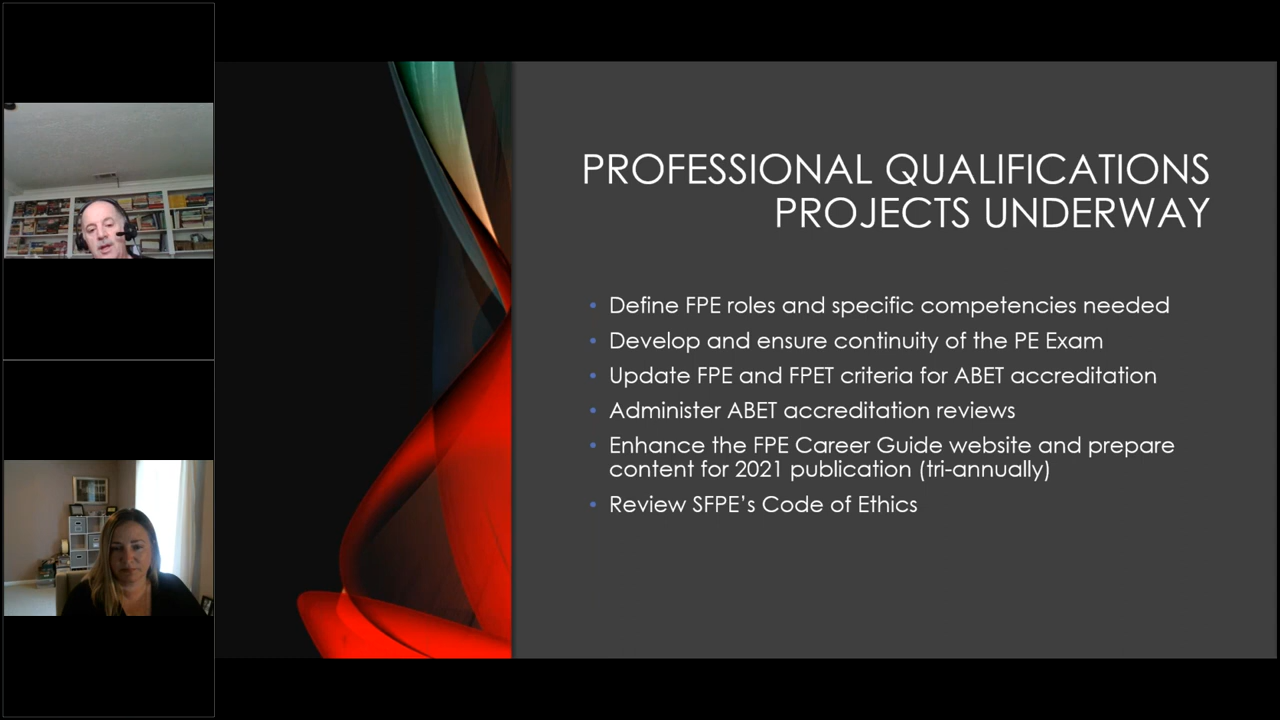 PROFESSIONAL QUALIFICATIONS
PROJECTS UNDERWAY
• Define FPE roles and specific competencies needed
• Develop and ensure continuity of the PE Exam
• Update FPE and FPET criteria for ABET accreditation
• Administer ABET accreditation reviews
• Enhance the FPE Career Guide website and prepare
content for 2021 publication (tri-annually)
• Review SFPE’s Code of Ethics